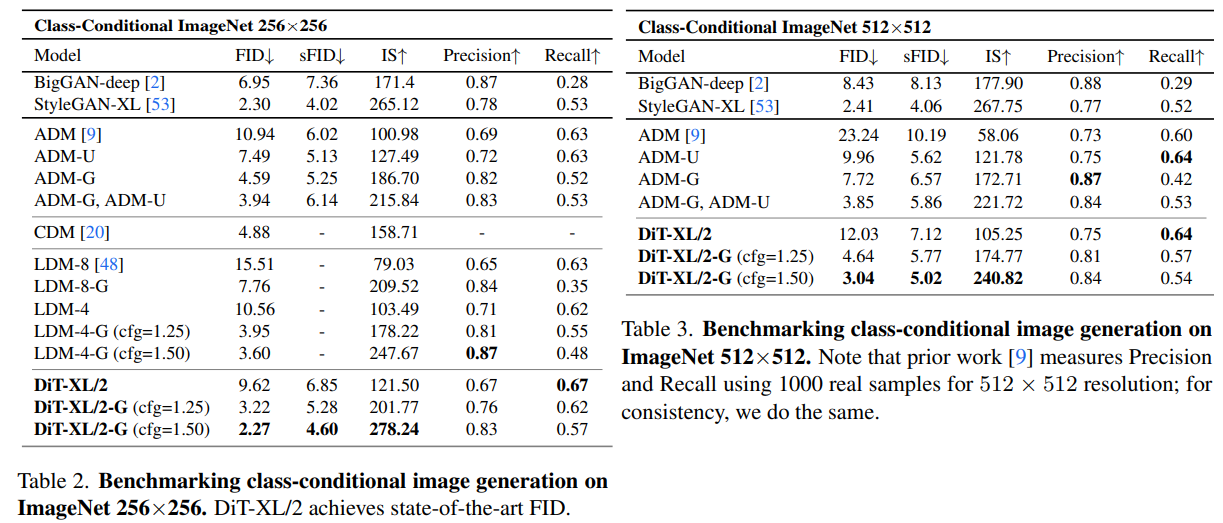 Class-Conditional ImageNet 256×256
Model FID↓ sFID↓ IS↑ Precision↑ Recall↑
BigGAN-deep [2] 6.95 7.36 171.4 0.87 0.28
StyleGAN-XL [53] 2.30 4.02 265.12 0.78 0.53
ADM [9] 10.94 6.02 100.98 0.69 0.63
ADM-U 7.49 5.13 127.49 0.72 0.63
ADM-G 4.59 5.25 186.70 0.82 0.52
ADM-G, ADM-U 3.94 6.14 215.84 0.83 0.53
CDM [20] 4.88 - 158.71 - -
LDM-8 [48] 15.51 - 79.03 0.65 0.63
LDM-8-G 7.76 - 209.52 0.84 0.35
LDM-4 10.56 - 103.49 0.71 0.62
LDM-4-G (cfg=1.25) 3.95 - 178.22 0.81 0.55
LDM-4-G (cfg=1.50) 3.60 - 247.67 0.87 0.48
DiT-XL/2 9.62 6.85 121.50 0.67 0.67
DiT-XL/2-G (cfg=1.25) 3.22 5.28 201.77 0.76 0.62
DiT-XL/2-G (cfg=1.50) 2.27 4.60 278.24 0.83 0.57
Table 2. Benchmarking class-conditional image generation on
ImageNet 256×256. DiT-XL/2 achieves state-of-the-art FID.
Class-Conditional ImageNet 512×512
Model FID↓ sFID↓ IS↑ Precision↑ Recall↑
BigGAN-deep [2] 8.43 8.13 177.90 0.88 0.29
StyleGAN-XL [53] 2.41 4.06 267.75 0.77 0.52
ADM [9] 23.24 10.19 58.06 0.73 0.60
ADM-U 9.96 5.62 121.78 0.75 0.64
ADM-G 7.72 6.57 172.71 0.87 0.42
ADM-G, ADM-U 3.85 5.86 221.72 0.84 0.53
DiT-XL/2 12.03 7.12 105.25 0.75 0.64
DiT-XL/2-G (cfg=1.25) 4.64 5.77 174.77 0.81 0.57
DiT-XL/2-G (cfg=1.50) 3.04 5.02 240.82 0.84 0.54
Table 3. Benchmarking class-conditional image generation on
ImageNet 512×512. Note that prior work [9] measures Precision
and Recall using 1000 real samples for 512 × 512 resolution; for
consistency, we do the same.